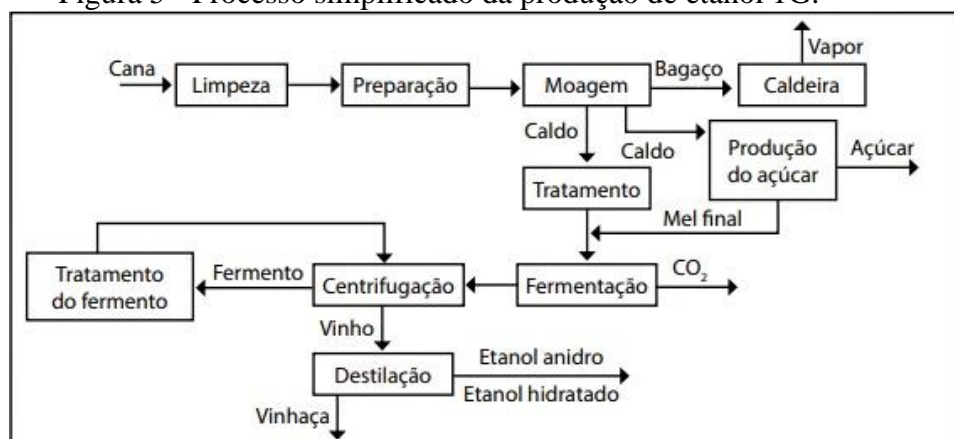 Figura 3 - Processo simplificado da produção de etanol 1G.
Vapor
Cana
Limpeza
Preparação
Moagem
Bagaço
Caldeira
Caldo
Caldo
Produção
do açúcar
Açúcar
Tratamento
Mel final
Tratamento
do fermento
Fermento
Centrifugação
Fermentação
CO₂
Vinho
Destilação
Etanol anidro
Etanol hidratado
Vinhaça